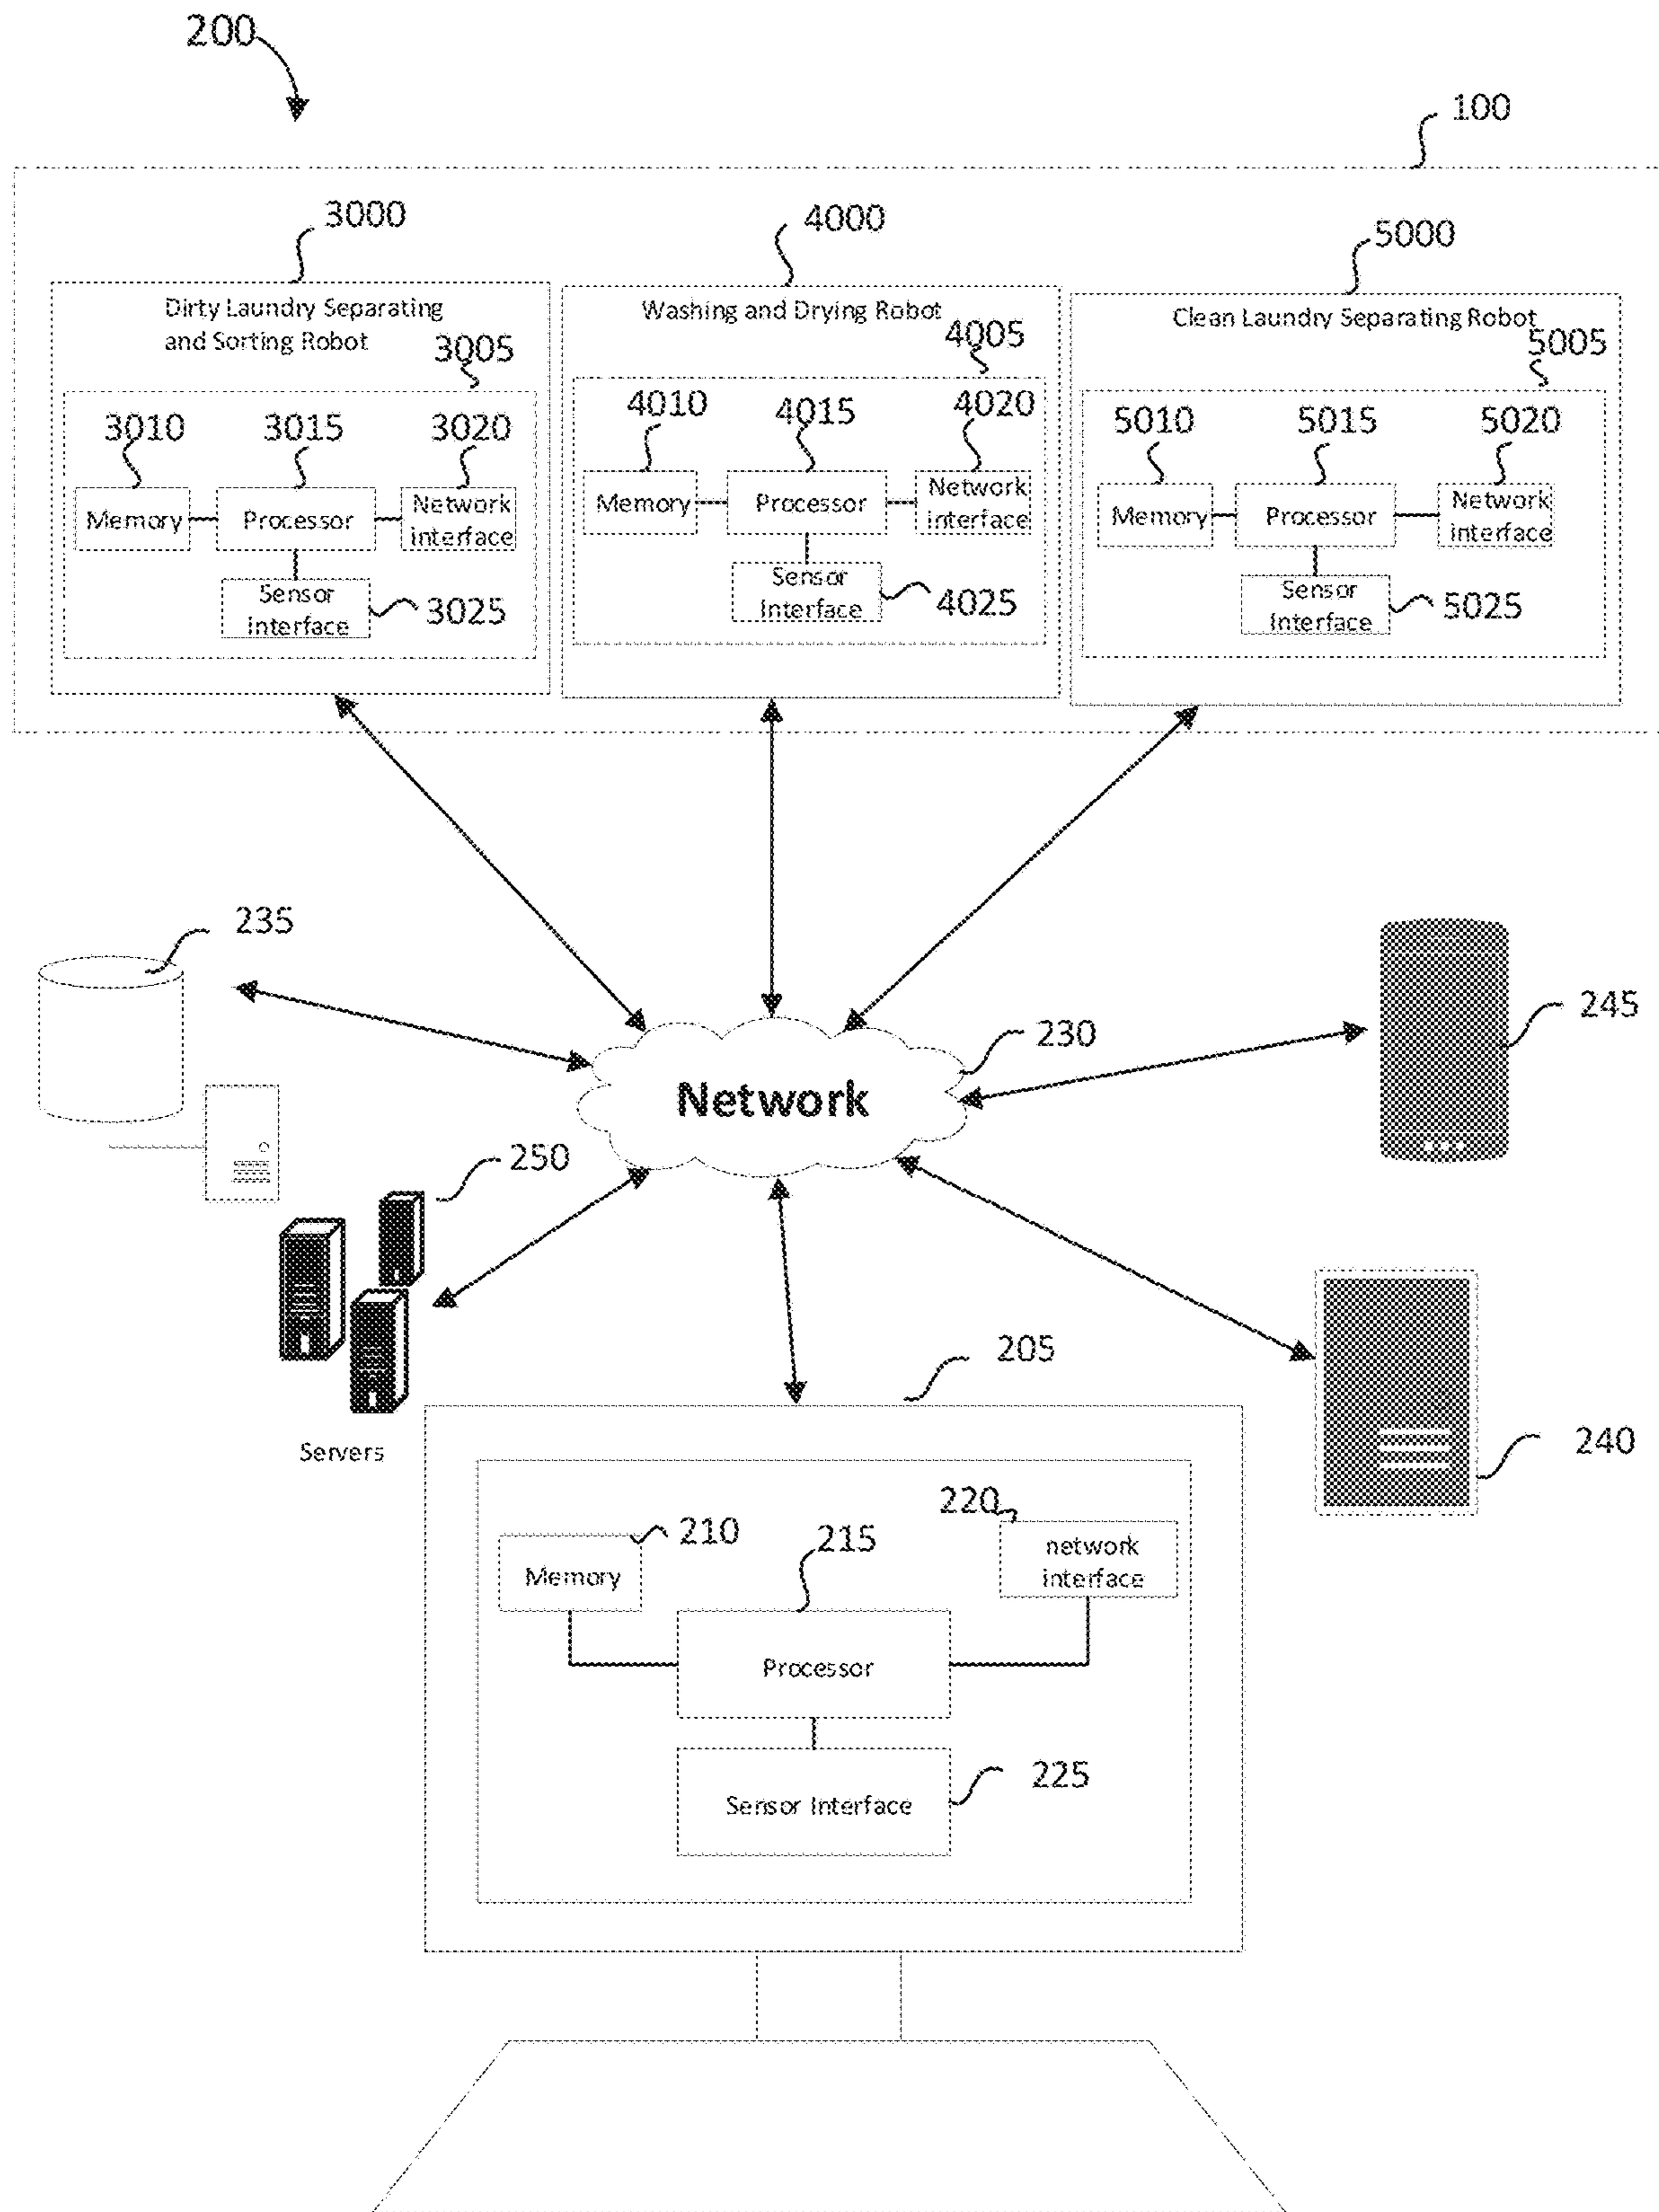 200
100
3000
4000
5000
Dirty Laundry Separating
and Sorting Robot
3005
Washing and Drying Robot
4005
Clean Laundry Separating Robot
5005
3010
3015
3020
4010
4015
4020
5010
5015
5020
Memory
Processor
Network
interface
Sensor
Interface
3025
Memory
Processor
Network
interface
Sensor
Interface
4025
Memory
Processor
Network
interface
Sensor
Interface
5025
235
245
230
Network
250
Servers
205
240
210
215
220
Memory
network
interface
Processor
225
Sensor Interface